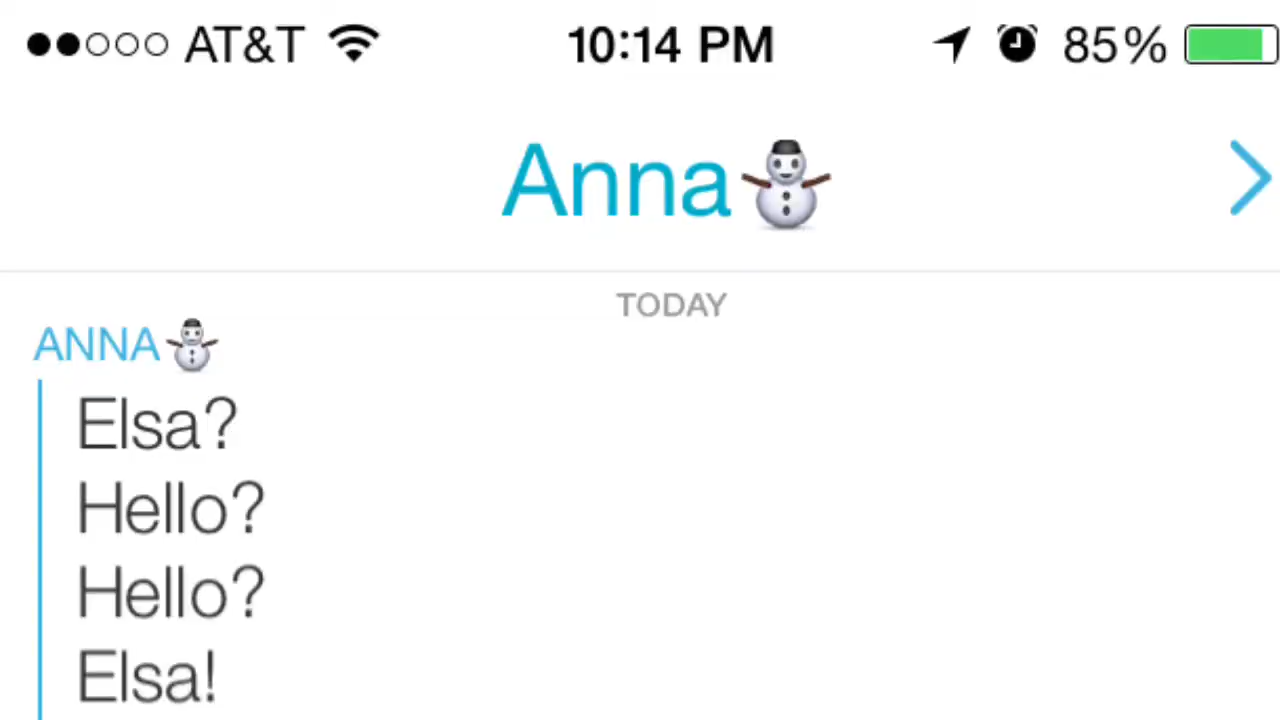 AT&T 10:14 PM 85%
Anna⛄
TODAY
ANNA⛄
Elsa?
Hello?
Hello?
Elsa!